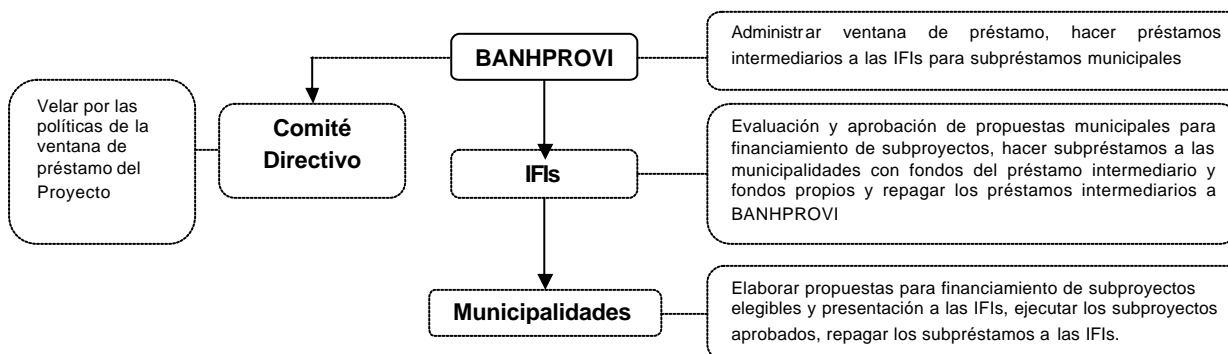 BANHPROVI
Administrar ventana de préstamo, hacer préstamos
intermediarios a las IFIs para subpréstamos municipales
Velar por las
políticas de la
ventana de
préstamo del
Proyecto
Comité
Directivo
IFIs
Evaluación y aprobación de propuestas municipales para
financiamiento de subproyectos, hacer subpréstamos a las
municipalidades con fondos del préstamo intermediario y
fondos propios y repagar los préstamos intermediarios a
BANHPROVI
Municipalidades
Elaborar propuestas para financiamiento de subproyectos
elegibles y presentación a las IFIs, ejecutar los subproyectos
aprobados, repagar los subpréstamos a las IFIs.